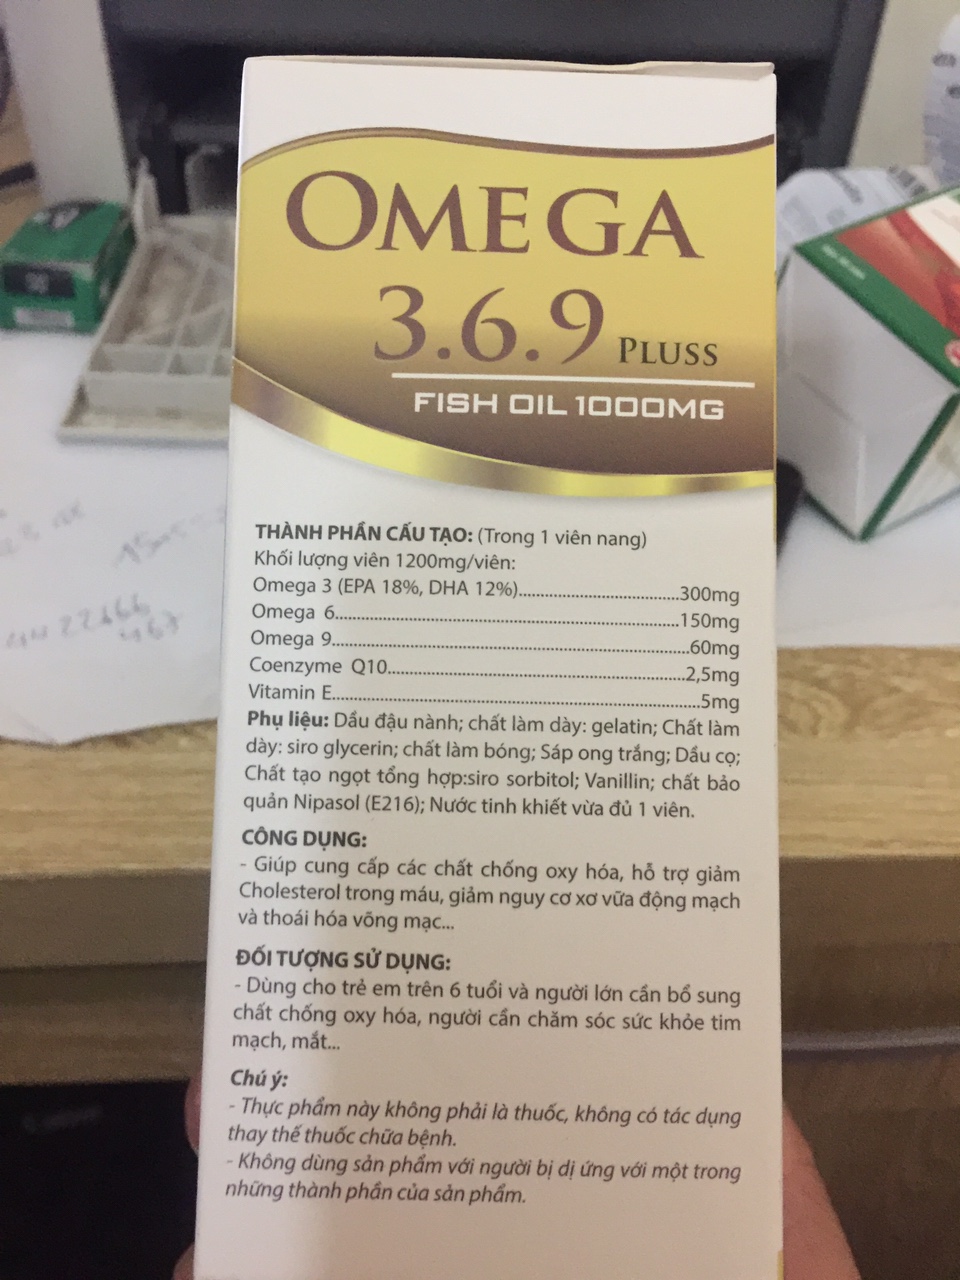 OMEGA
3.6.9 PLUSS
FISH OIL 1000MG
THÀNH PHẦN CẤU TẠO: (Trong 1 viên nang)
Khối lượng viên 1200mg/viên:
Omega 3 (EPA 18%, DHA 12%)...............................300mg
Omega 6..................................................................150mg
Omega 9....................................................................60mg
Coenzyme Q10.........................................................2,5mg
Vitamin E......................................................................5mg
Phụ liệu: Dầu đậu nành; chất làm dày: gelatin; Chất làm
dày: siro glycerin; chất làm bóng; Sáp ong trắng; Dầu cọ;
Chất tạo ngọt tổng hợp:siro sorbitol; Vanillin; chất bảo
quản Nipasol (E216); Nước tinh khiết vừa đủ 1 viên.
CÔNG DỤNG:
- Giúp cung cấp các chất chống oxy hóa, hỗ trợ giảm
Cholesterol trong máu, giảm nguy cơ xơ vữa động mạch
và thoái hóa võng mạc...
ĐỐI TƯỢNG SỬ DỤNG:
- Dùng cho trẻ em trên 6 tuổi và người lớn cần bổ sung
chất chống oxy hóa, người cần chăm sóc sức khỏe tim
mạch, mắt...
Chú ý:
- Thực phẩm này không phải là thuốc, không có tác dụng
thay thế thuốc chữa bệnh.
- Không dùng sản phẩm với người bị dị ứng với một trong
những thành phần của sản phẩm.